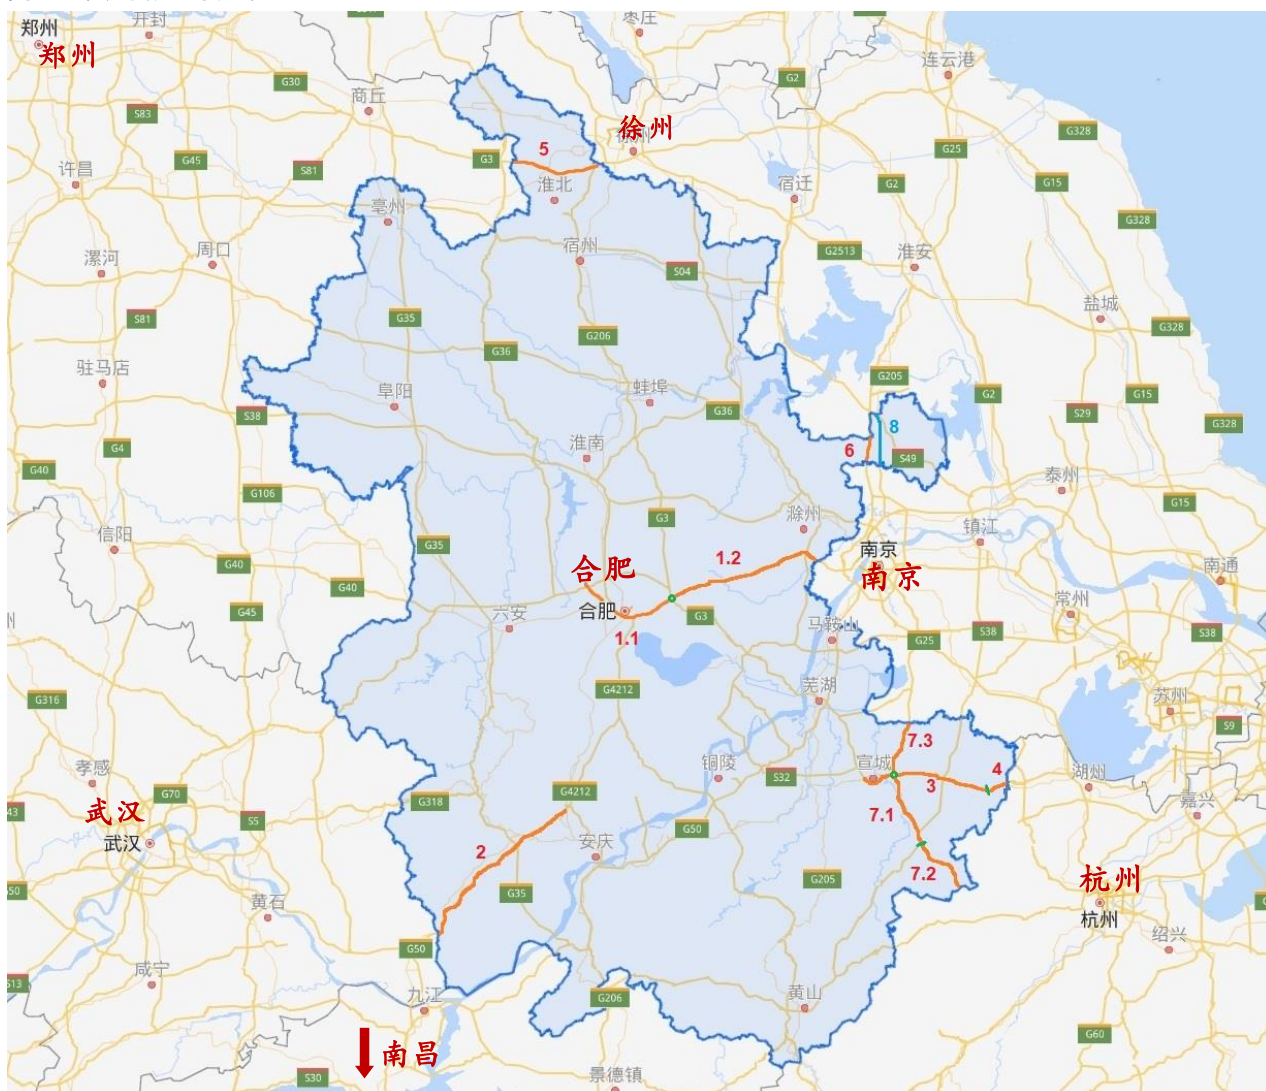 开封
枣庄
郑州
郑州
连云港
G30
G2
商丘
S83
徐州
G328
许昌
G45
S81
G3
5
G25
淮北
宿迁
G2
G15
亳州
G328
周口
宿州
G2513
淮安
漯河
S04
盐城
S81
G35
G206
G328
G36
驻马店
阜阳
蚌埠
G205
G2
G15
S38
G36
S29
G328
8
G4
淮南
6
S49
G40
泰州
G106
G15
信阳
G3
滁州
镇江
G35
1.2
南京
G40
合肥
南京
南通
G40
G45
六安
合肥
G3
常州
1.1
马鞍山
G25
S38
S38
G316
G4212
芜湖
苏州
7.3
S9
孝感
铜陵
S32
宣城
4
湖州
3
G70
G318
G4212
嘉兴
43
武汉
S5
7.1
武汉
2
安庆
G50
7.2
G205
杭州
50
G35
黄石
杭州
G50
绍兴
咸宁
S13
九江
G206
黄山
G60
南昌
S30
景德镇